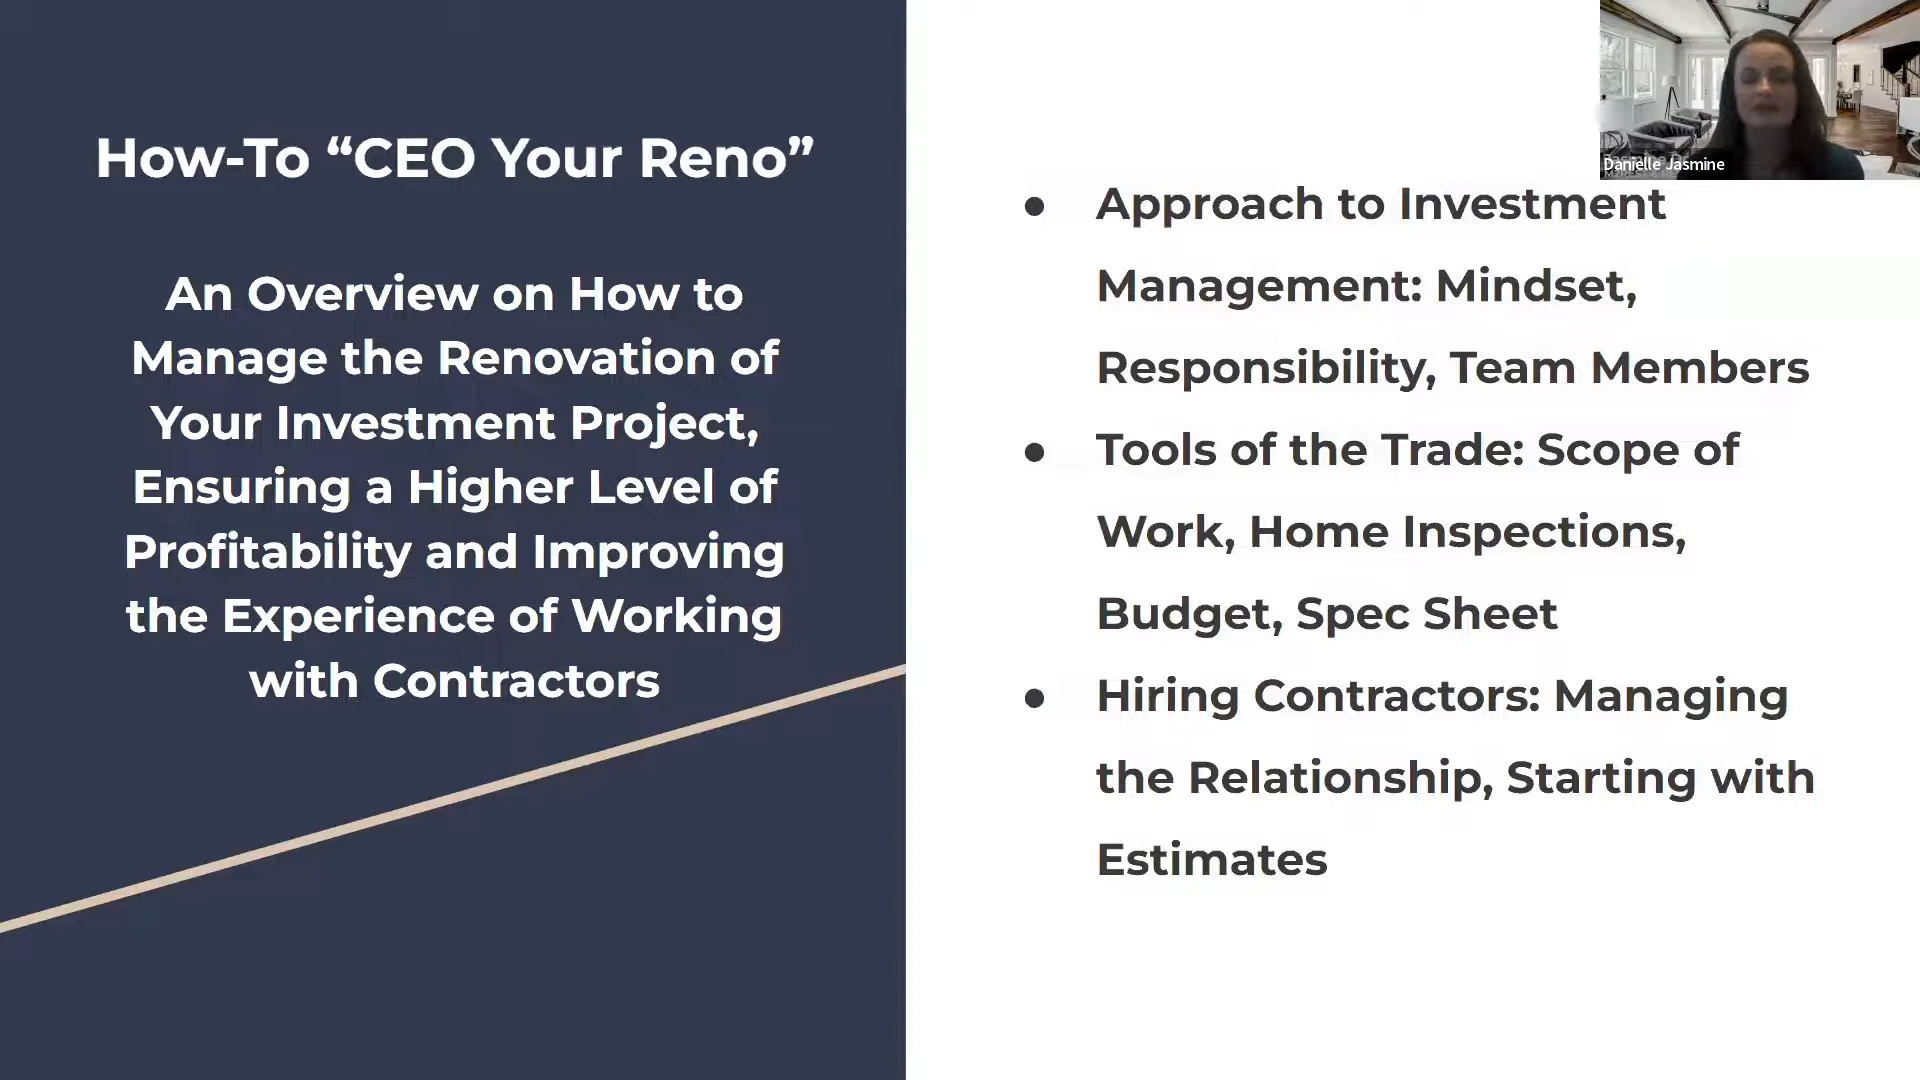 How-To “CEO Your Reno”
An Overview on How to
Manage the Renovation of
Your Investment Project,
Ensuring a Higher Level of
Profitability and Improving
the Experience of Working
with Contractors
Danielle Jasmine
● Approach to Investment
Management: Mindset,
Responsibility, Team Members
● Tools of the Trade: Scope of
Work, Home Inspections,
Budget, Spec Sheet
● Hiring Contractors: Managing
the Relationship, Starting with
Estimates